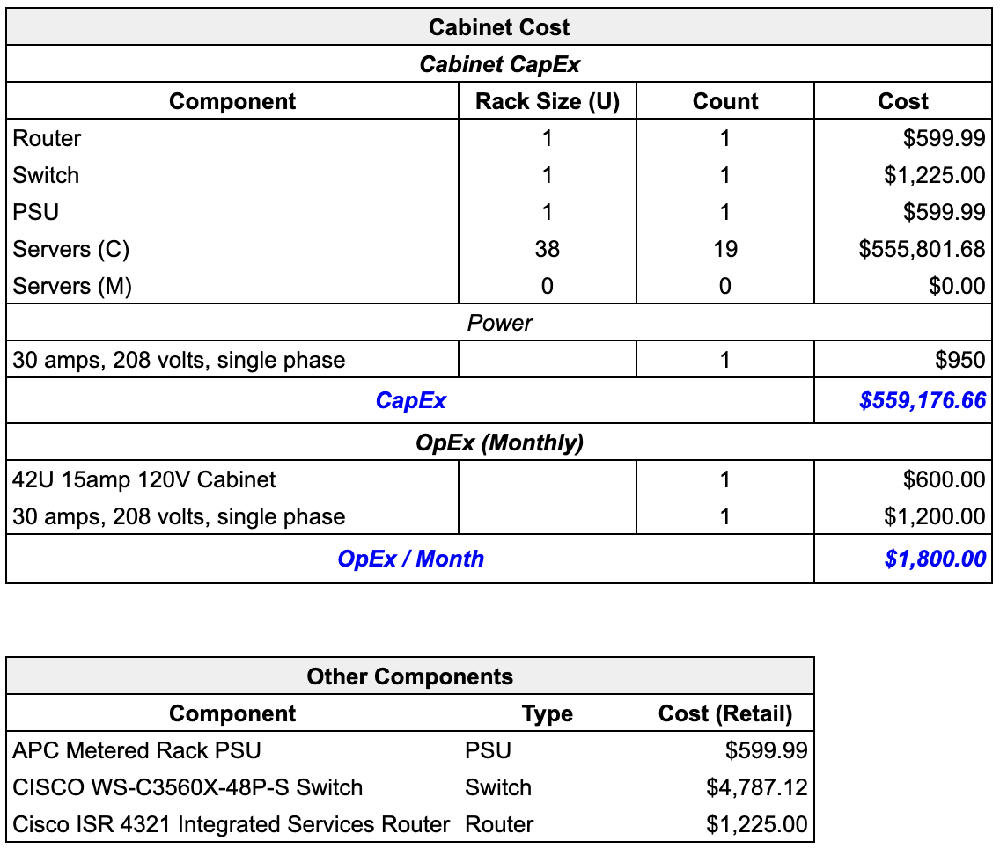 Cabinet Cost
Cabinet CapEx
Component Rack Size (U) Count Cost
Router 1 1 $599.99
Switch 1 1 $1,225.00
PSU 1 1 $599.99
Servers (C) 38 19 $555,801.68
Servers (M) 0 0 $0.00
Power
30 amps, 208 volts, single phase 1 $950
CapEx $559,176.66
OpEx (Monthly)
42U 15amp 120V Cabinet 1 $600.00
30 amps, 208 volts, single phase 1 $1,200.00
OpEx / Month $1,800.00
Other Components
Component Type Cost (Retail)
APC Metered Rack PSU PSU $599.99
CISCO WS-C3560X-48P-S Switch Switch $4,787.12
Cisco ISR 4321 Integrated Services Router Router $1,225.00